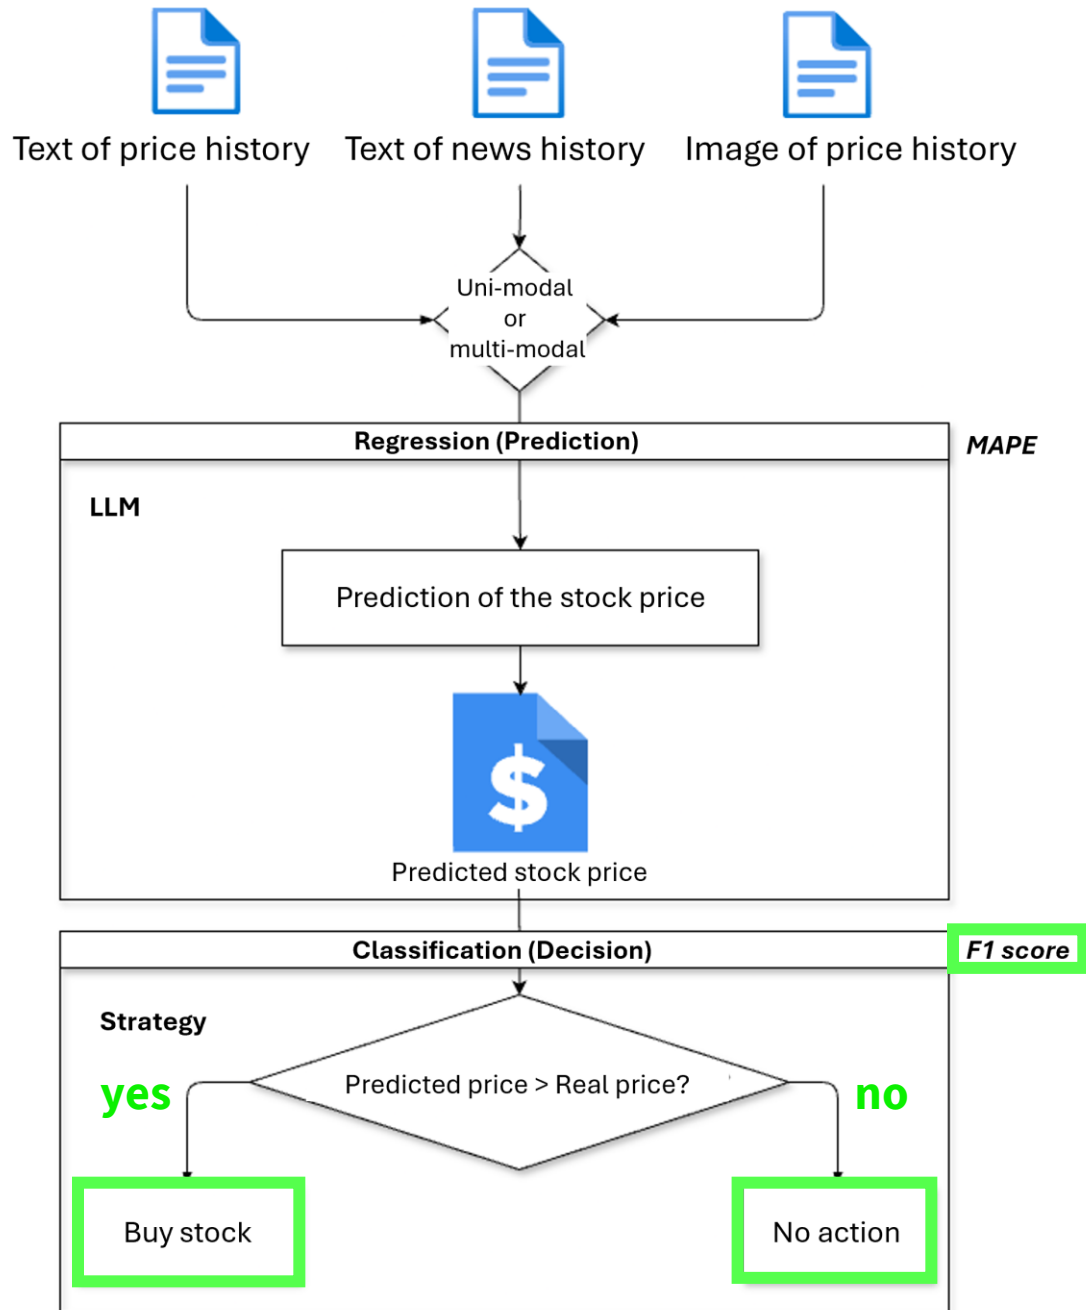 Text of price history
Text of news history
Image of price history
Uni-modal
or
multi-modal
Regression (Prediction)
MAPE
LLM
Prediction of the stock price
$
Predicted stock price
Classification (Decision)
F1 score
Strategy
yes
Predicted price > Real price?
no
Buy stock
No action